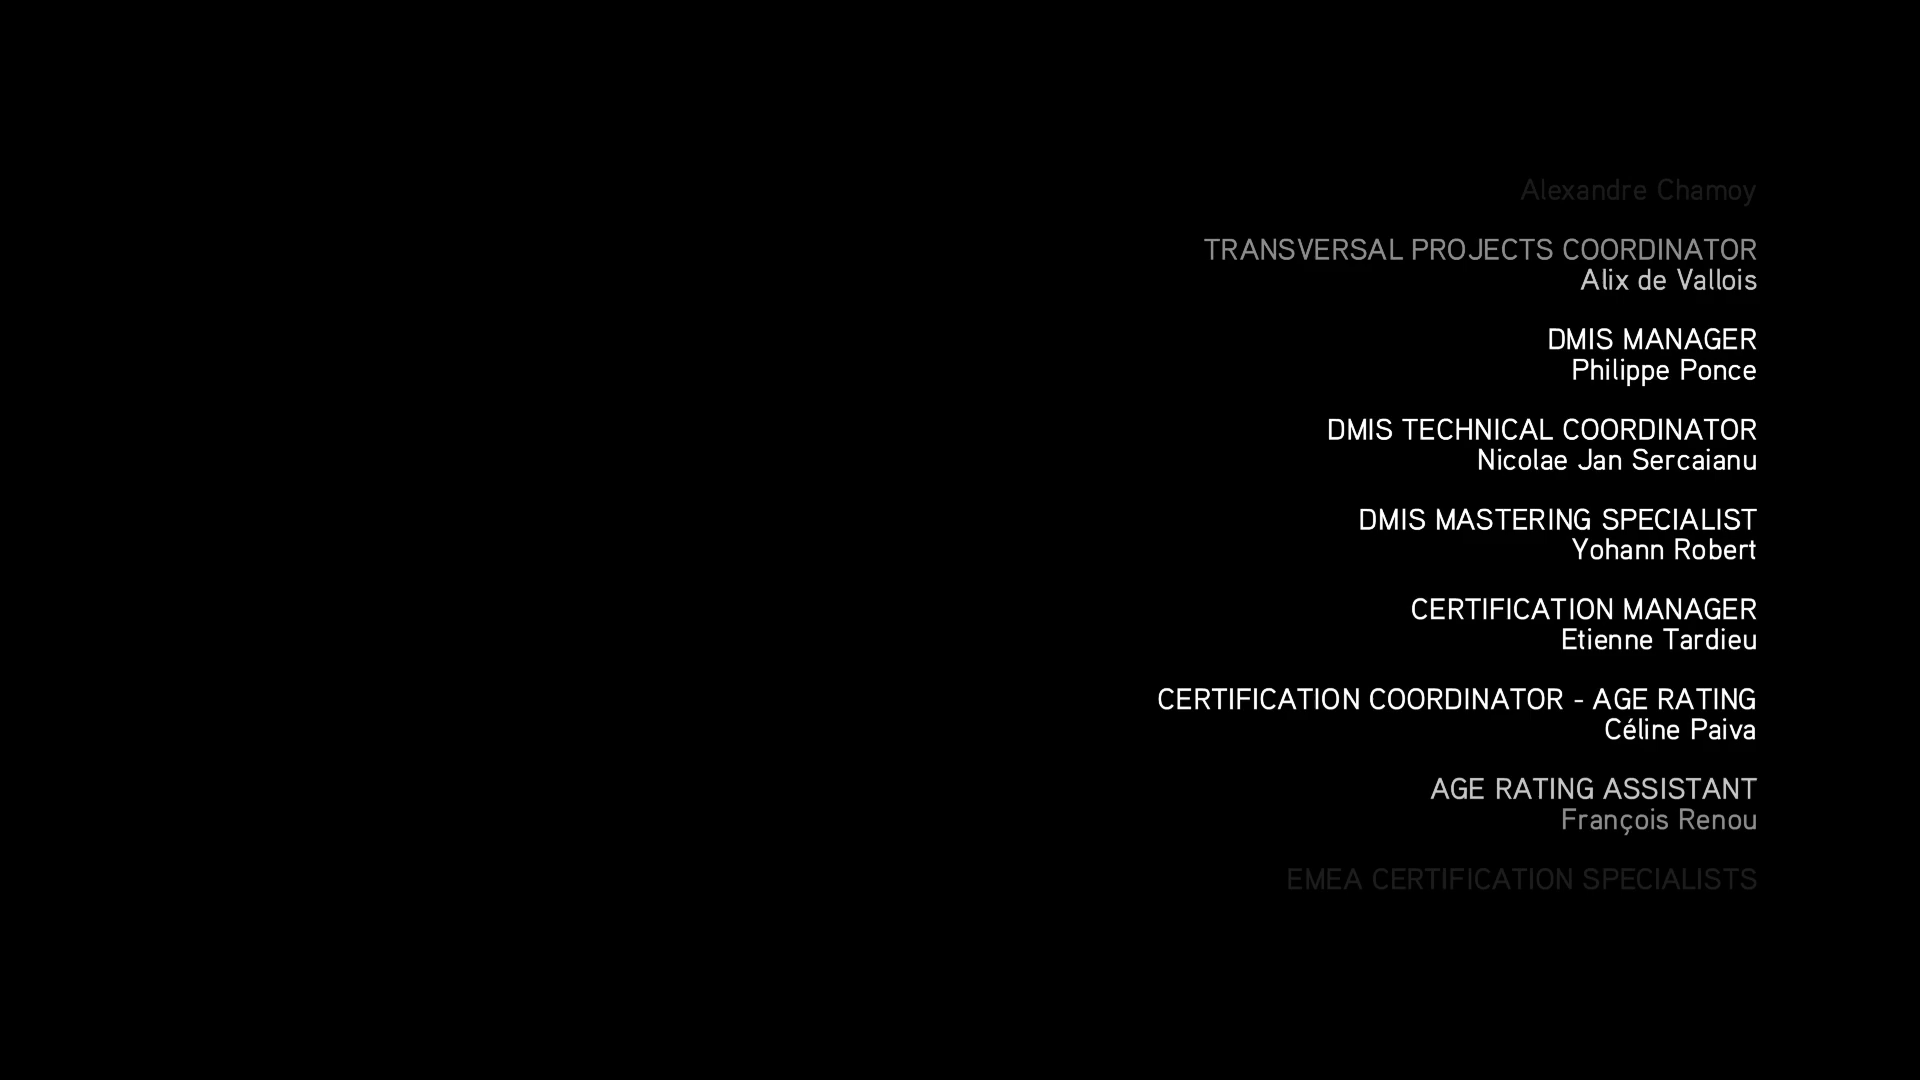 Alexandre Chamoy
TRANSVERSAL PROJECTS COORDINATOR
Alix de Vallois
DMIS MANAGER
Philippe Ponce
DMIS TECHNICAL COORDINATOR
Nicolae Jan Sercaianu
DMIS MASTERING SPECIALIST
Yohann Robert
CERTIFICATION MANAGER
Etienne Tardieu
CERTIFICATION COORDINATOR - AGE RATING
Céline Paiva
AGE RATING ASSISTANT
François Renou
EMEA CERTIFICATION SPECIALISTS